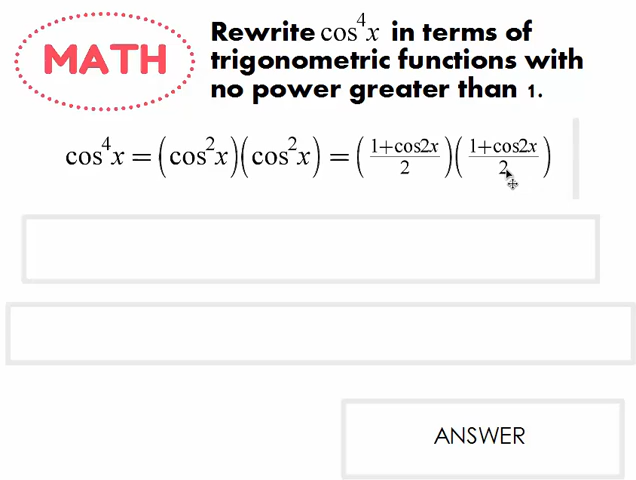 MATH
Rewrite cos⁴x in terms of
trigonometric functions with
no power greater than 1.
cos⁴x = (cos²x)(cos²x) = (1+cos2x/2)(1+cos2x/2)
ANSWER